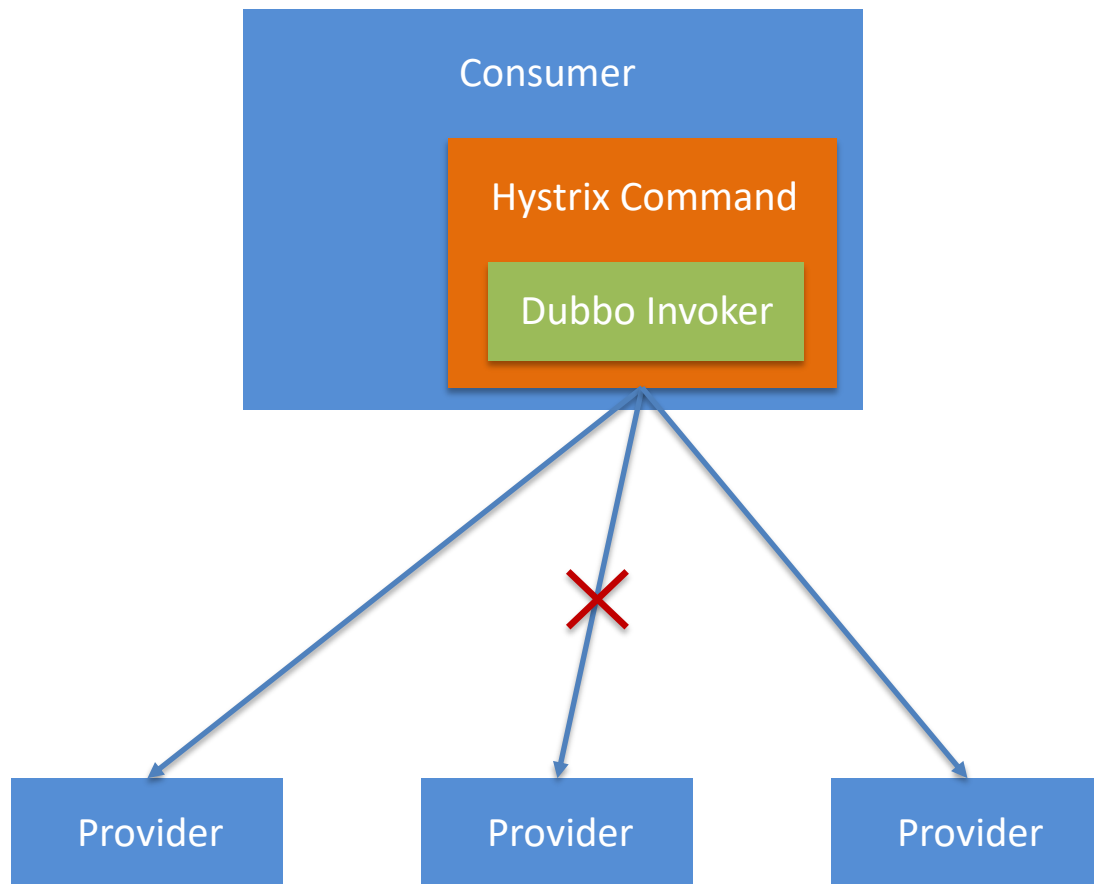 Consumer
Hystrix Command
Dubbo Invoker
Provider
Provider
Provider